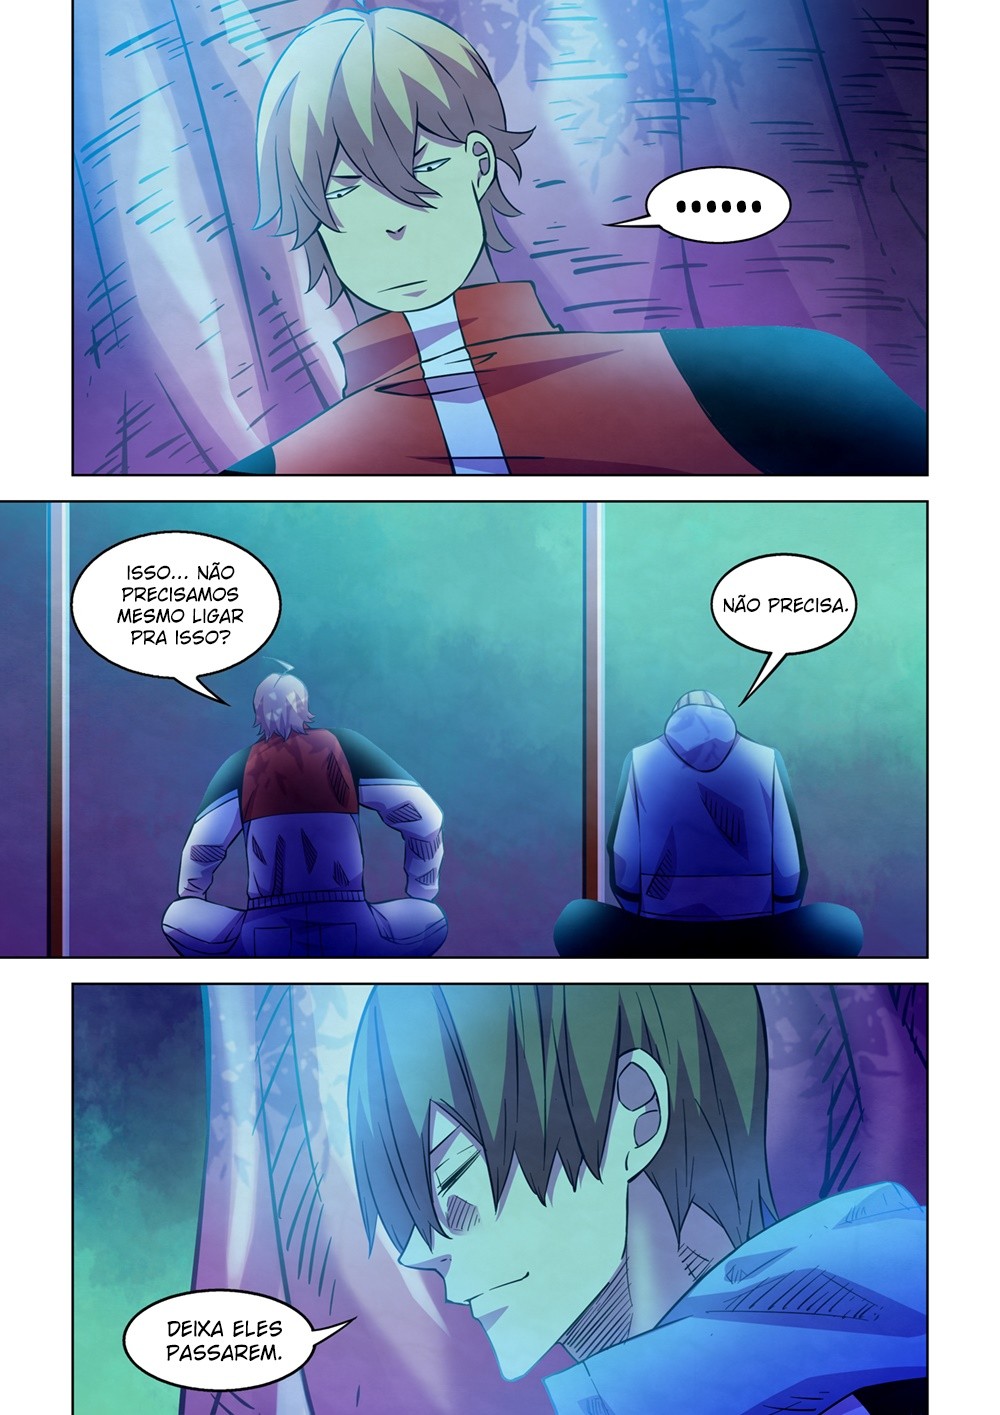 ••••••
ISSO... NÃO
PRECISAMOS
MESMO LIGAR
PRA ISSO?
NÃO PRECISA.
DEIXA ELES
PASSAREM.